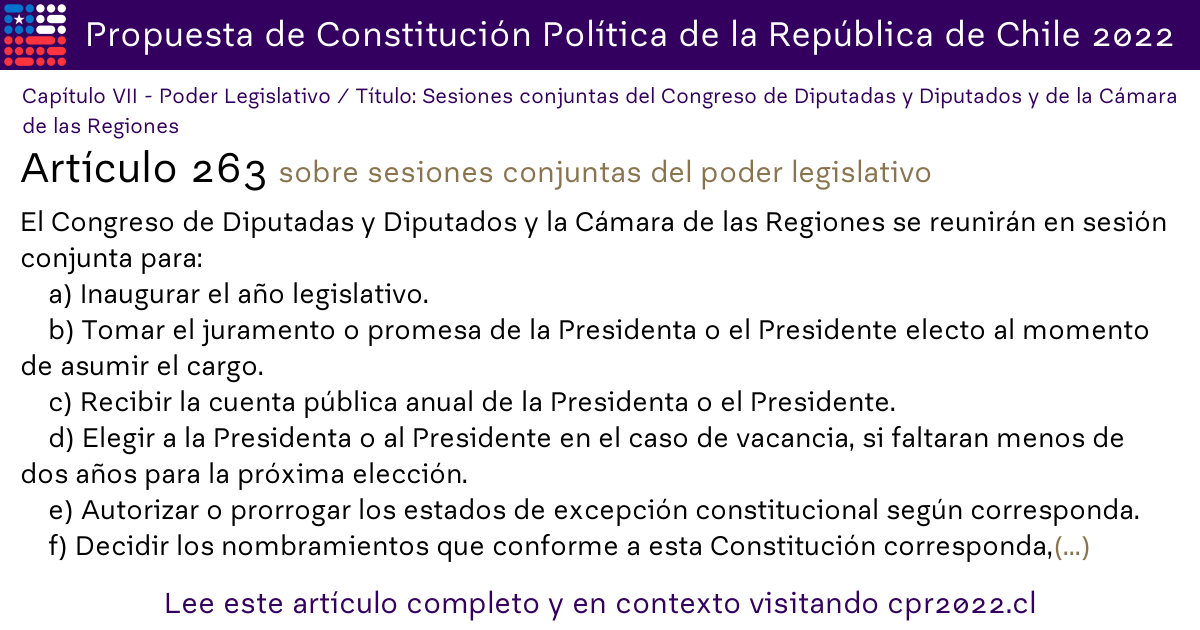 Propuesta de Constitución Política de la República de Chile 2022
Capítulo VII - Poder Legislativo / Título: Sesiones conjuntas del Congreso de Diputadas y Diputados y de la Cámara
de las Regiones
Artículo 263 sobre sesiones conjuntas del poder legislativo
El Congreso de Diputadas y Diputados y la Cámara de las Regiones se reunirán en sesión
conjunta para:
a) Inaugurar el año legislativo.
b) Tomar el juramento o promesa de la Presidenta o el Presidente electo al momento
de asumir el cargo.
c) Recibir la cuenta pública anual de la Presidenta o el Presidente.
d) Elegir a la Presidenta o al Presidente en el caso de vacancia, si faltaran menos de
dos años para la próxima elección.
e) Autorizar o prorrogar los estados de excepción constitucional según corresponda.
f) Decidir los nombramientos que conforme a esta Constitución corresponda,(...)
Lee este artículo completo y en contexto visitando cpr2022.cl